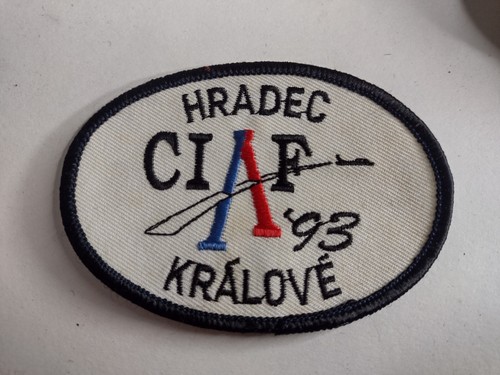 HRADEC
CIAF
'93
KRÁLOVÉ